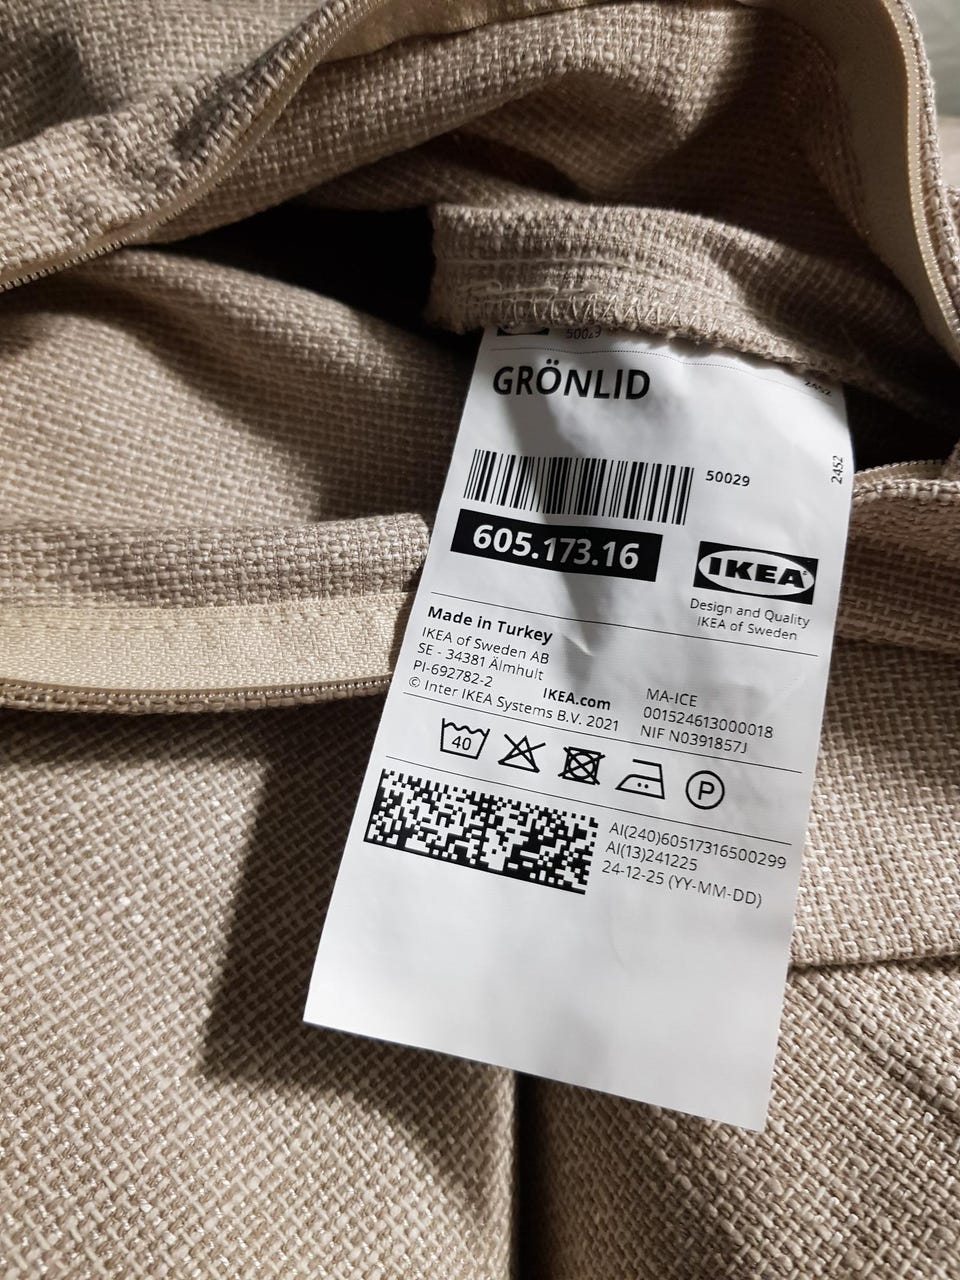 50029
GRÖNLID
2452
50029
605.173.16
IKEA
Design and Quality
IKEA of Sweden
Made in Turkey
IKEA of Sweden AB
SE - 34381 Älmhult
PI-692782-2
IKEA.com
© Inter IKEA Systems B.V. 2021
MA-ICE
001524613000018
NIF N0391857J
40
P
AI(240)60517316500299
AI(13)241225
24-12-25 (YY-MM-DD)